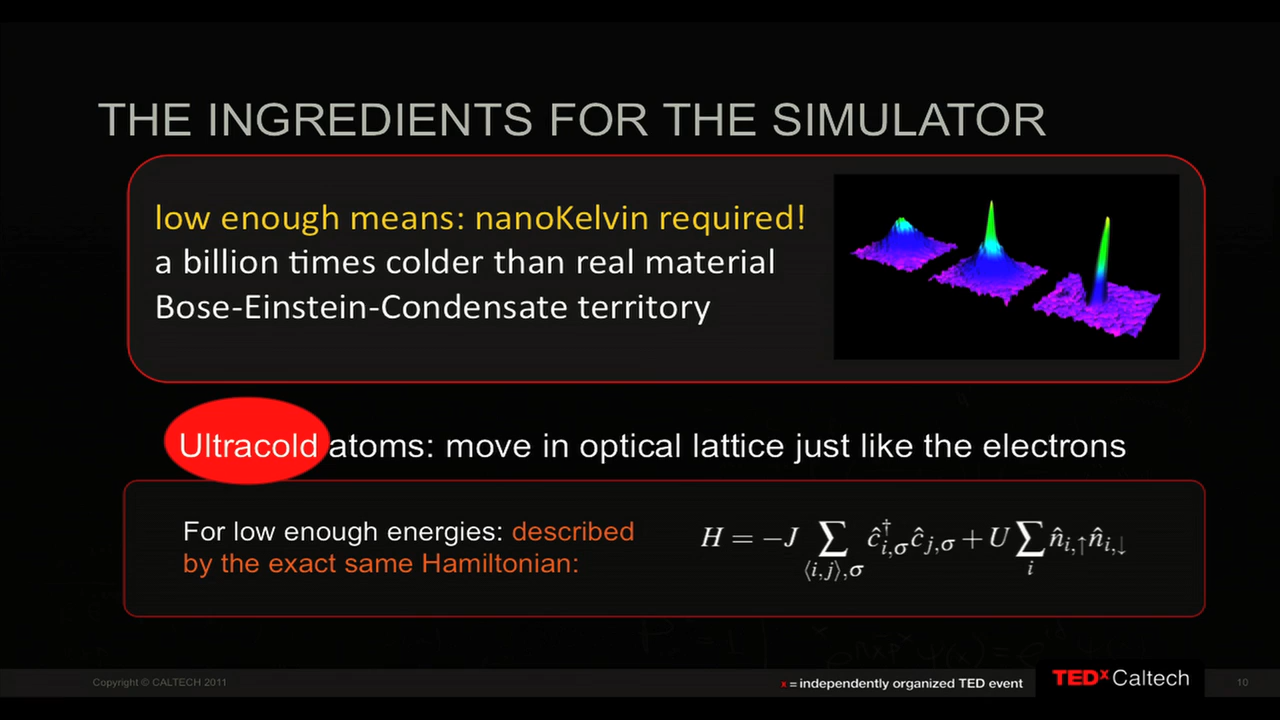 THE INGREDIENTS FOR THE SIMULATOR
low enough means: nanoKelvin required!
a billion times colder than real material
Bose-Einstein-Condensate territory
Ultracold atoms: move in optical lattice just like the electrons
For low enough energies: described
by the exact same Hamiltonian:
H = −J ∑_{⟨i,j⟩,σ} ĉ†_{i,σ} ĉ_{j,σ} + U ∑_i n̂_{i,↑} n̂_{i,↓}
Copyright © CALTECH 2011
x = independently organized TED event
TEDxCaltech
10